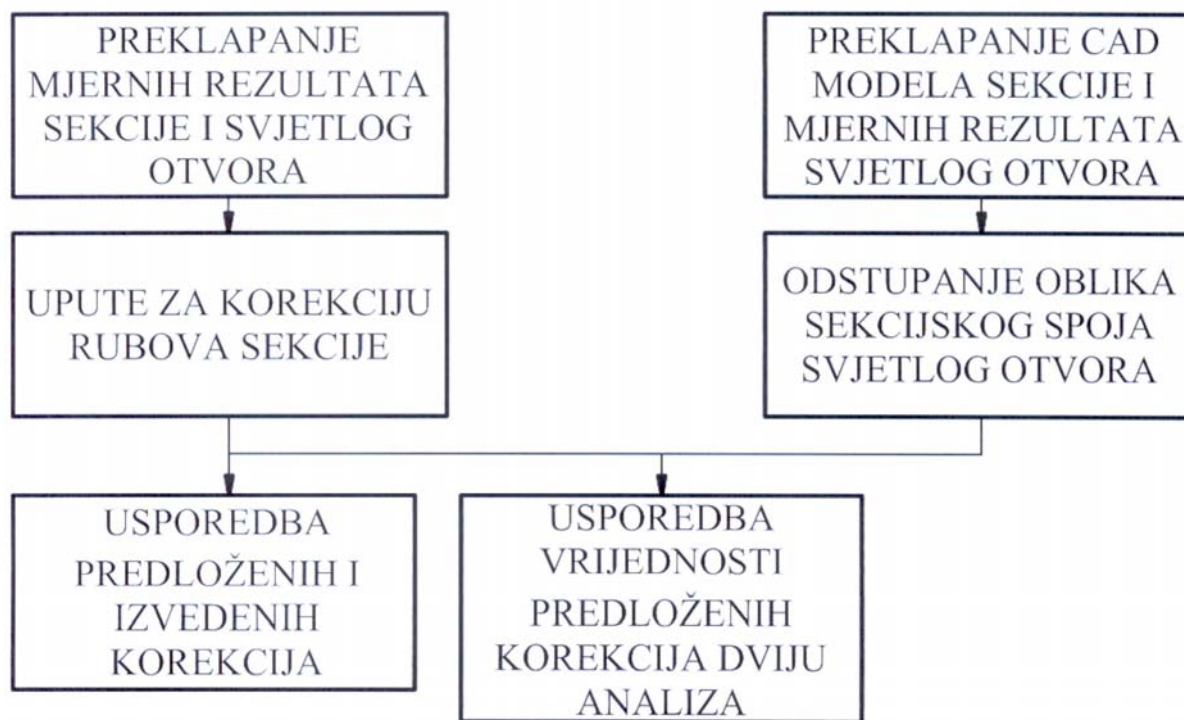 PREKLAPANJE
MJERNIH REZULTATA
SEKCIJE I SVJETLOG
OTVORA
PREKLAPANJE CAD
MODELA SEKCIJE I
MJERNIH REZULTATA
SVJETLOG OTVORA
UPUTE ZA KOREKCIJU
RUBOVA SEKCIJE
ODSTUPANJE OBLIKA
SEKCIJSKOG SPOJA
SVJETLOG OTVORA
USPOREDBA
PREDLOŽENIH I
IZVEDENIH
KOREKCIJA
USPOREDBA
VRIJEDNOSTI
PREDLOŽENIH
KOREKCIJA DVIJU
ANALIZA